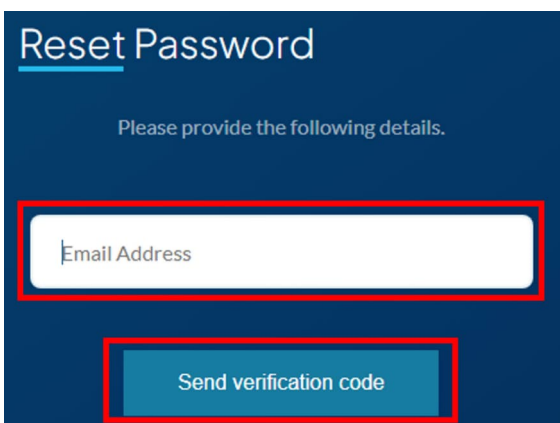 Reset Password
Please provide the following details.
Email Address
Send verification code